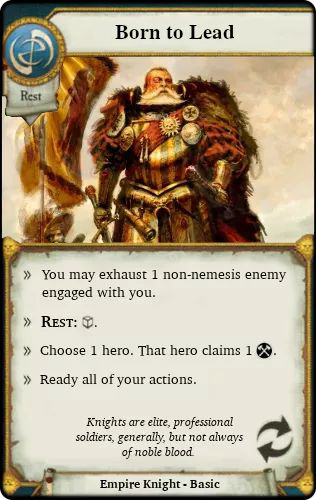 Born to Lead
Rest
» You may exhaust 1 non-nemesis enemy
engaged with you.
» REST: .
» Choose 1 hero. That hero claims 1 .
» Ready all of your actions.
Knights are elite, professional
soldiers, generally, but not always
of noble blood.
Empire Knight - Basic